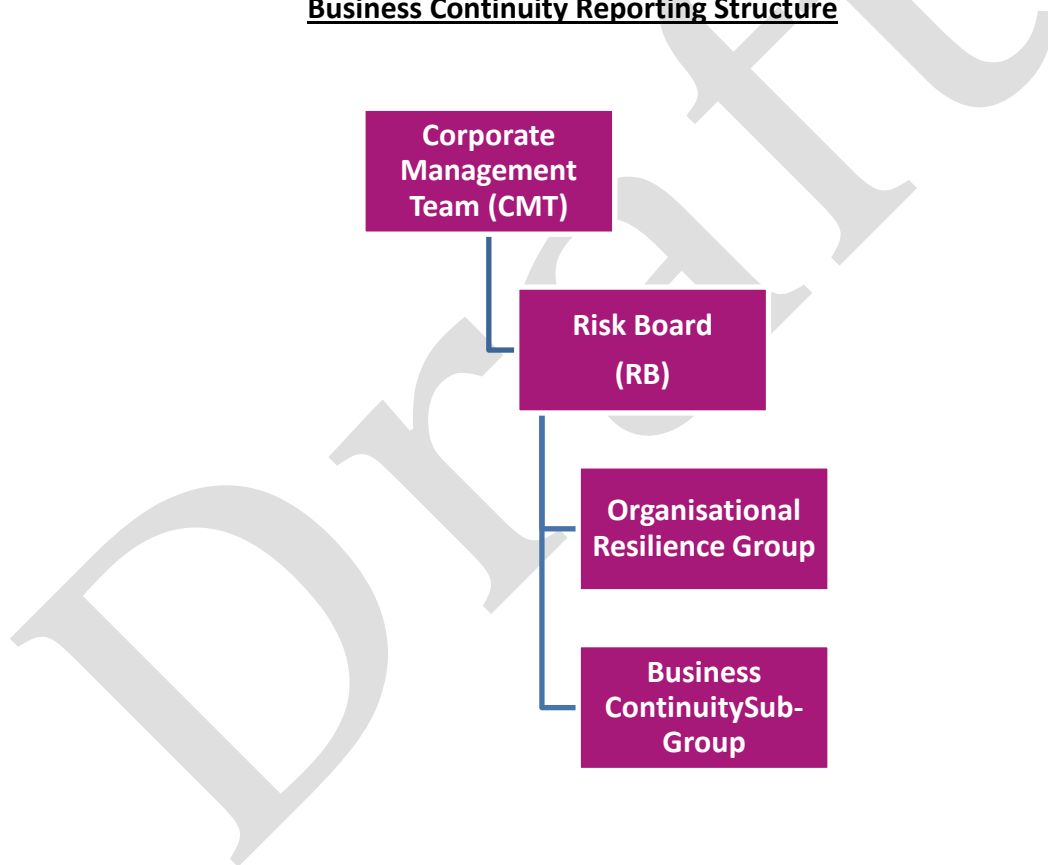 Business Continuity Reporting Structure
Corporate
Management
Team (CMT)
Risk Board
(RB)
Organisational
Resilience Group
Business
ContinuitySub-
Group
Draft